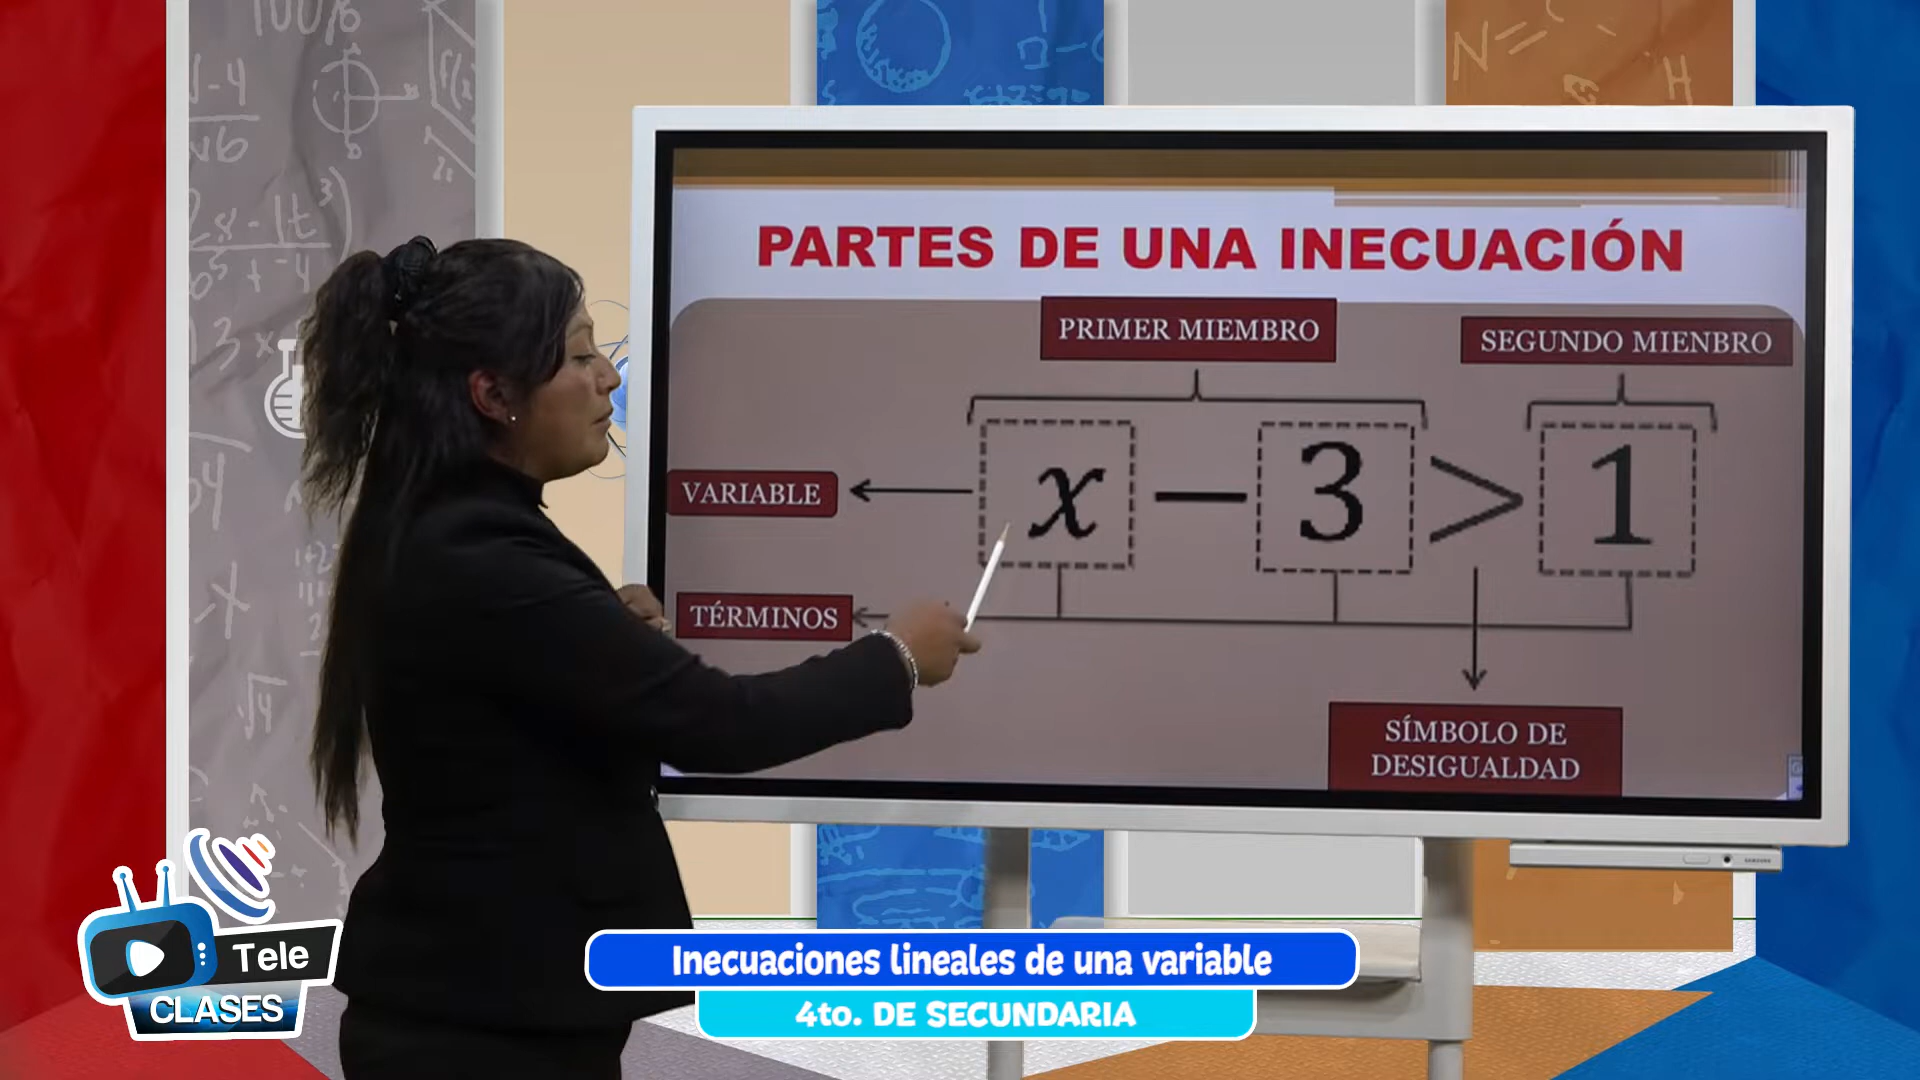 PARTES DE UNA INECUACIÓN
PRIMER MIEMBRO
SEGUNDO MIENBRO
VARIABLE
x − 3 > 1
TÉRMINOS
SÍMBOLO DE
DESIGUALDAD
Tele
CLASES
Inecuaciones lineales de una variable
4to. DE SECUNDARIA